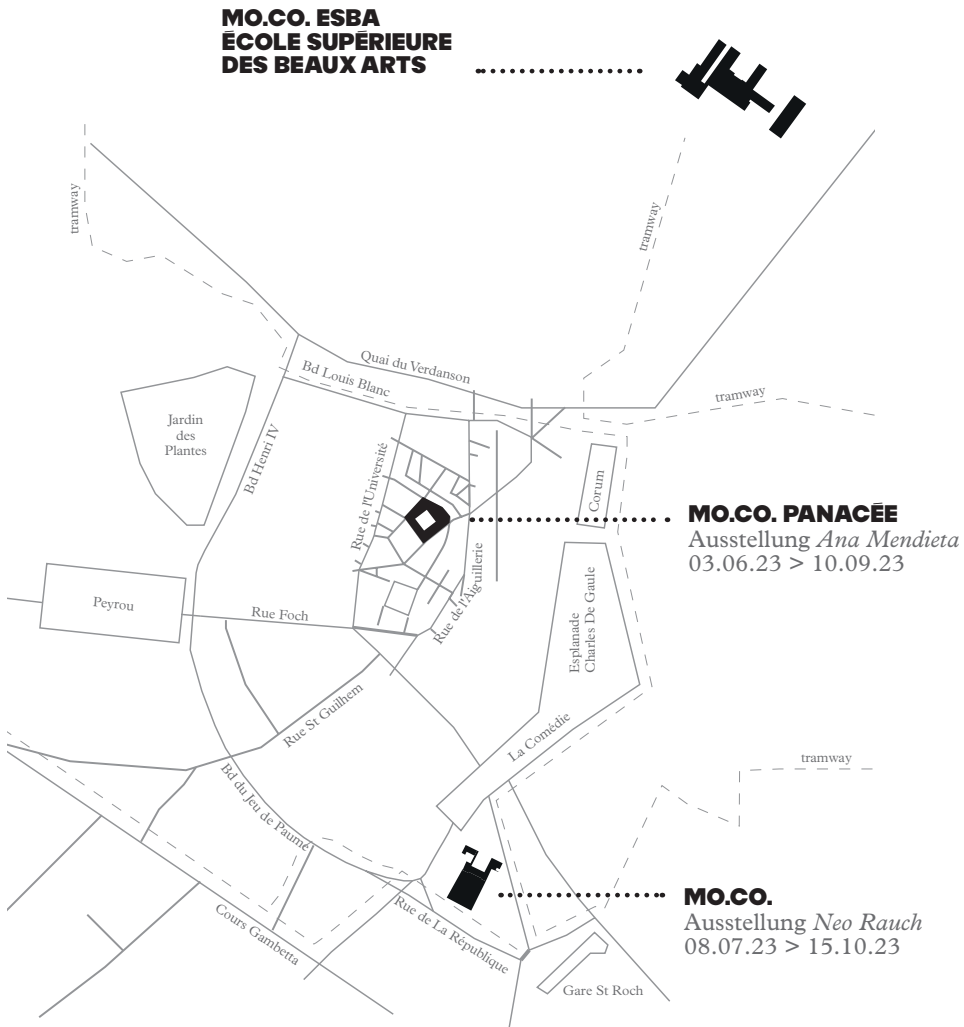 MO.CO. ESBA
ÉCOLE SUPÉRIEURE
DES BEAUX ARTS
tramway
tramway
Quai du Verdanson
Bd Louis Blanc
tramway
Jardin
des
Plantes
Bd Henri IV
Rue de l'Université
Corum
MO.CO. PANACÉE
Ausstellung Ana Mendieta
03.06.23 > 10.09.23
Peyrou
Rue Foch
Rue de l'Aiguillerie
Esplanade
Charles De Gaule
Rue St Guilhem
La Comédie
tramway
Bd du Jeu de Paume
MO.CO.
Ausstellung Neo Rauch
08.07.23 > 15.10.23
Cours Gambetta
Rue de La République
Gare St Roch